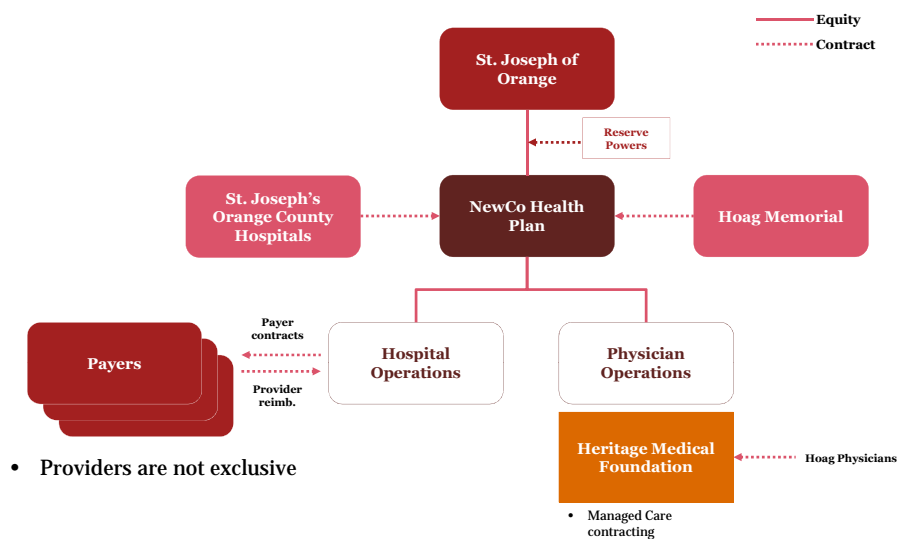 Equity
Contract
St. Joseph of
Orange
Reserve
Powers
St. Joseph's
Orange County
Hospitals
NewCo Health
Plan
Hoag Memorial
Payers
Payer
contracts
Provider
reimb.
Hospital
Operations
Physician
Operations
Heritage Medical
Foundation
Hoag Physicians
• Providers are not exclusive
• Managed Care
contracting